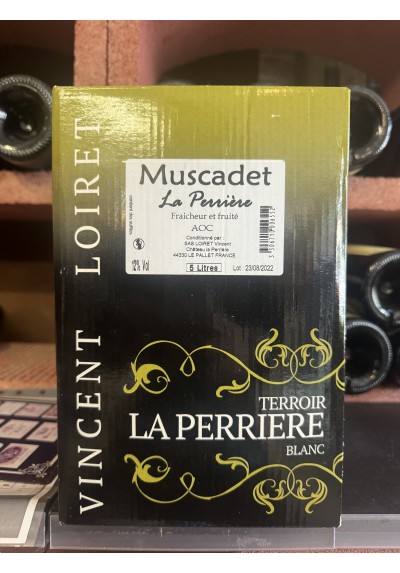 VINCENT LOIRET
Muscadet
La Perrière
Fraicheur et fruité
AOC
Conditionné par :
SAS LOIRET Vincent
Château la Perrière
44330 LE PALLET FRANCE
12% Vol
5 Litres
Lot : 23/08/2022
TERROIR
LA PERRIERE
BLANC